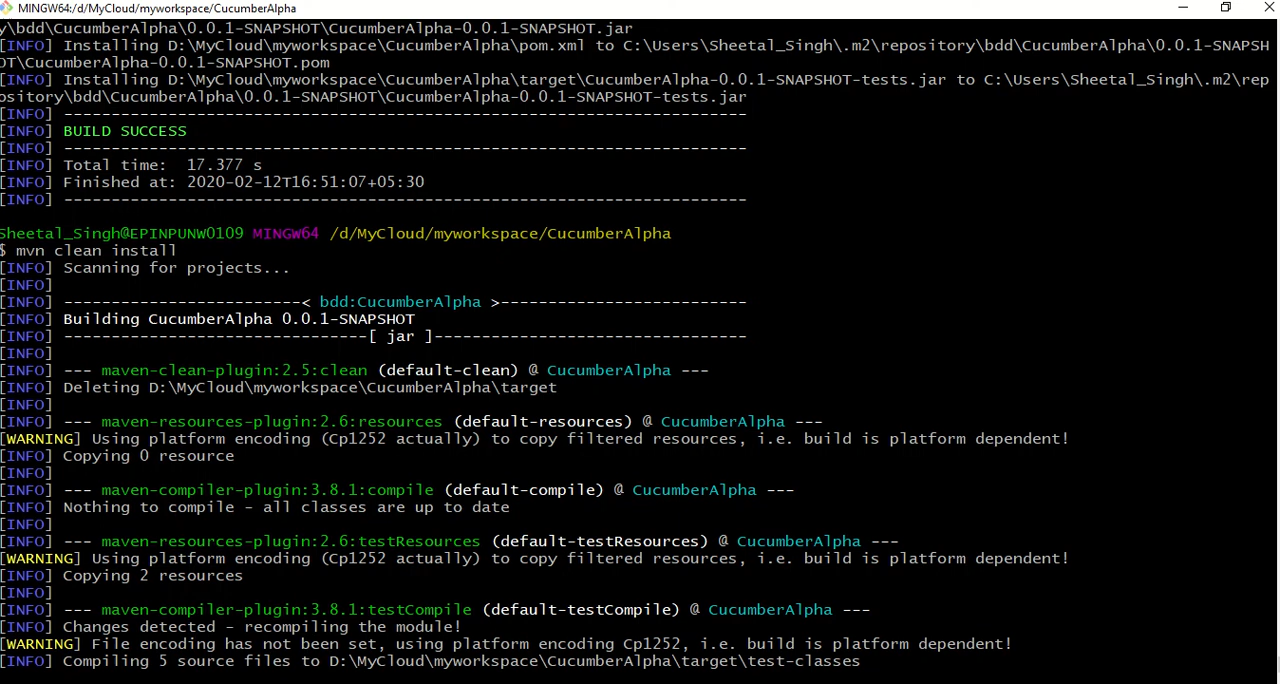 MINGW64:/d/MyCloud/myworkspace/CucumberAlpha
y\bdd\CucumberAlpha\0.0.1-SNAPSHOT\CucumberAlpha-0.0.1-SNAPSHOT.jar
[INFO] Installing D:\MyCloud\myworkspace\CucumberAlpha\pom.xml to C:\Users\Sheetal_Singh\.m2\repository\bdd\CucumberAlpha\0.0.1-SNAPSH
OT\CucumberAlpha-0.0.1-SNAPSHOT.pom
[INFO] Installing D:\MyCloud\myworkspace\CucumberAlpha\target\CucumberAlpha-0.0.1-SNAPSHOT-tests.jar to C:\Users\Sheetal_Singh\.m2\rep
ository\bdd\CucumberAlpha\0.0.1-SNAPSHOT\CucumberAlpha-0.0.1-SNAPSHOT-tests.jar
[INFO] ------------------------------------------------------------------------
[INFO] BUILD SUCCESS
[INFO] ------------------------------------------------------------------------
[INFO] Total time:  17.377 s
[INFO] Finished at: 2020-02-12T16:51:07+05:30
[INFO] ------------------------------------------------------------------------
Sheetal_Singh@EPINPUNW0109 MINGW64 /d/MyCloud/myworkspace/CucumberAlpha
$ mvn clean install
[INFO] Scanning for projects...
[INFO]
[INFO] -------------------------< bdd:CucumberAlpha >--------------------------
[INFO] Building CucumberAlpha 0.0.1-SNAPSHOT
[INFO] --------------------------------[ jar ]---------------------------------
[INFO]
[INFO] --- maven-clean-plugin:2.5:clean (default-clean) @ CucumberAlpha ---
[INFO] Deleting D:\MyCloud\myworkspace\CucumberAlpha\target
[INFO]
[INFO] --- maven-resources-plugin:2.6:resources (default-resources) @ CucumberAlpha ---
[WARNING] Using platform encoding (Cp1252 actually) to copy filtered resources, i.e. build is platform dependent!
[INFO] Copying 0 resource
[INFO]
[INFO] --- maven-compiler-plugin:3.8.1:compile (default-compile) @ CucumberAlpha ---
[INFO] Nothing to compile - all classes are up to date
[INFO]
[INFO] --- maven-resources-plugin:2.6:testResources (default-testResources) @ CucumberAlpha ---
[WARNING] Using platform encoding (Cp1252 actually) to copy filtered resources, i.e. build is platform dependent!
[INFO] Copying 2 resources
[INFO]
[INFO] --- maven-compiler-plugin:3.8.1:testCompile (default-testCompile) @ CucumberAlpha ---
[INFO] Changes detected - recompiling the module!
[WARNING] File encoding has not been set, using platform encoding Cp1252, i.e. build is platform dependent!
[INFO] Compiling 5 source files to D:\MyCloud\myworkspace\CucumberAlpha\target\test-classes